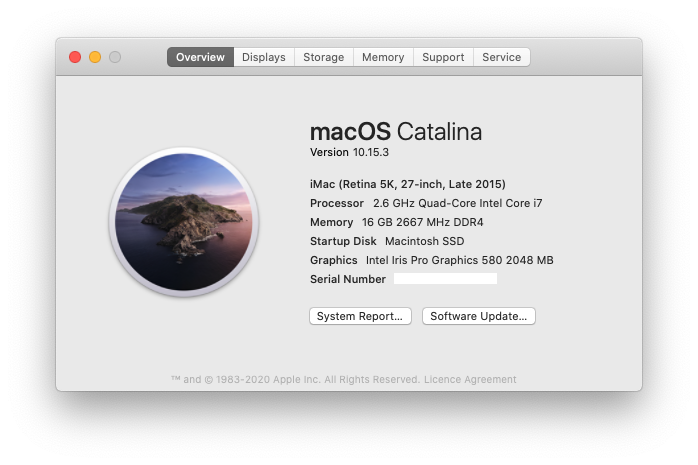 Overview Displays Storage Memory Support Service
macOS Catalina
Version 10.15.3
iMac (Retina 5K, 27-inch, Late 2015)
Processor 2.6 GHz Quad-Core Intel Core i7
Memory 16 GB 2667 MHz DDR4
Startup Disk Macintosh SSD
Graphics Intel Iris Pro Graphics 580 2048 MB
Serial Number
System Report... Software Update...
™ and © 1983-2020 Apple Inc. All Rights Reserved. Licence Agreement